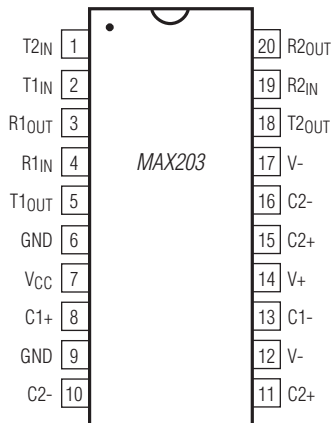 T2IN 1 20 R2OUT
T1IN 2 19 R2IN
R1OUT 3 18 T2OUT
R1IN 4 MAX203 17 V-
T1OUT 5 16 C2-
GND 6 15 C2+
VCC 7 14 V+
C1+ 8 13 C1-
GND 9 12 V-
C2- 10 11 C2+